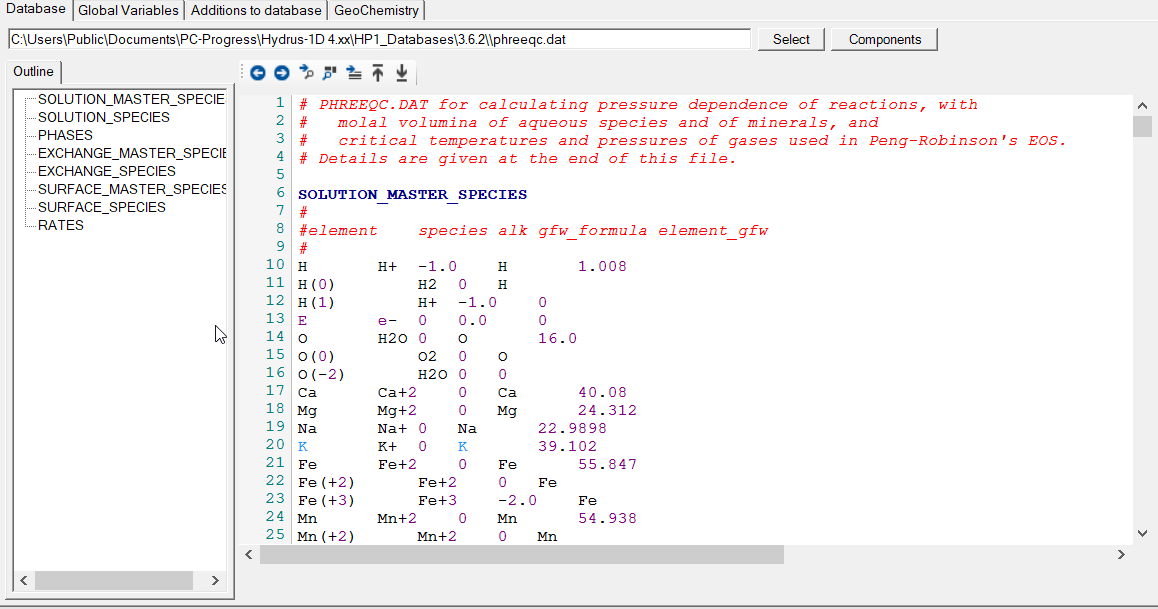 Database Global Variables Additions to database GeoChemistry
C:\Users\Public\Documents\PC-Progress\Hydrus-1D 4.xx\HP1_Databases\3.6.2\\phreeqc.dat Select Components
Outline
SOLUTION_MASTER_SPECIE
SOLUTION_SPECIES
PHASES
EXCHANGE_MASTER_SPECIE
EXCHANGE_SPECIES
SURFACE_MASTER_SPECIES
SURFACE_SPECIES
RATES
1 # PHREEQC.DAT for calculating pressure dependence of reactions, with
2 #   molal volumina of aqueous species and of minerals, and
3 #   critical temperatures and pressures of gases used in Peng-Robinson's EOS.
4 # Details are given at the end of this file.
5
6 SOLUTION_MASTER_SPECIES
7 #
8 #element    species alk gfw_formula element_gfw
9 #
10 H       H+  -1.0    H       1.008
11 H(0)        H2  0   H
12 H(1)        H+  -1.0    0
13 E       e-  0   0.0     0
14 O       H2O 0   O       16.0
15 O(0)        O2  0   O
16 O(-2)       H2O 0   0
17 Ca      Ca+2    0   Ca      40.08
18 Mg      Mg+2    0   Mg      24.312
19 Na      Na+ 0   Na      22.9898
20 K       K+  0   K       39.102
21 Fe      Fe+2    0   Fe      55.847
22 Fe(+2)      Fe+2    0   Fe
23 Fe(+3)      Fe+3    -2.0    Fe
24 Mn      Mn+2    0   Mn      54.938
25 Mn(+2)      Mn+2    0   Mn